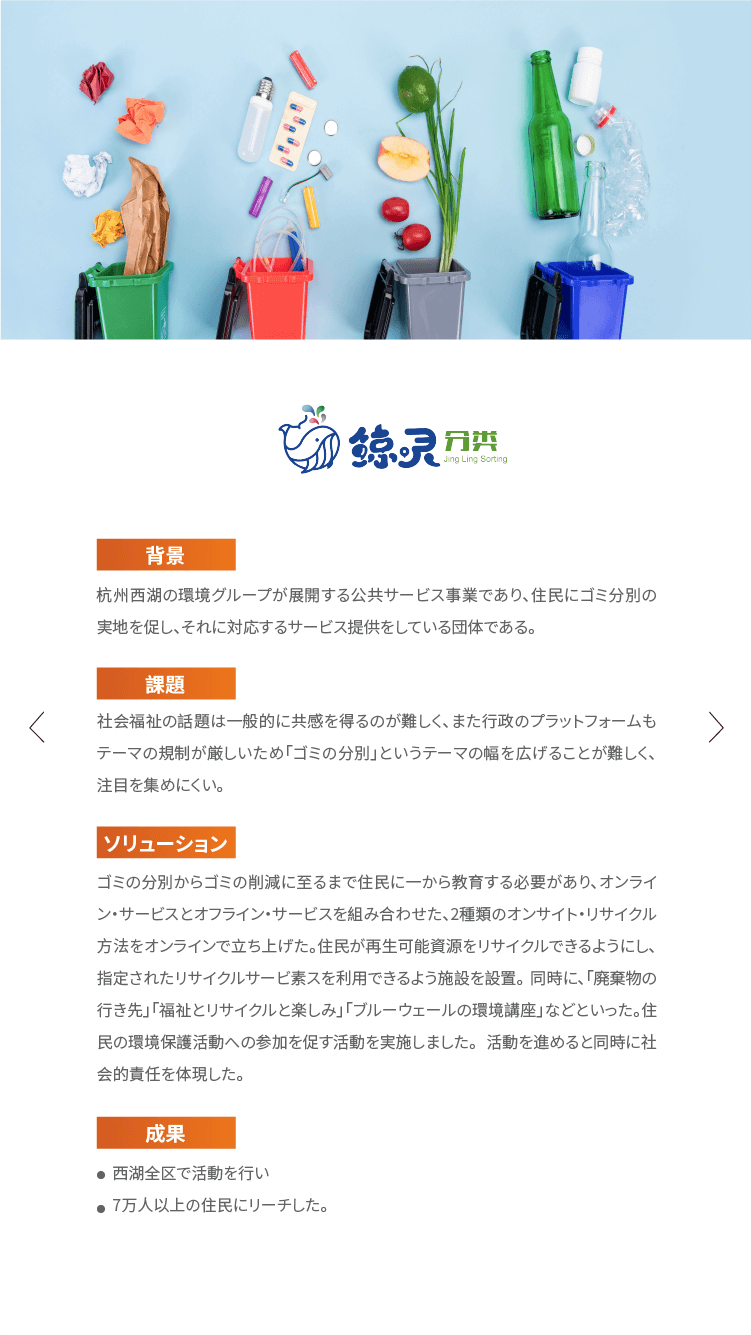 鲸灵分类
Jing Ling Sorting
背景
杭州西湖の環境グループが展開する公共サービス事業であり、住民にゴミ分別の
実地を促し、それに対応するサービス提供をしている団体である。
課題
社会福祉の話題は一般的に共感を得るのが難しく、また行政のプラットフォームも
テーマの規制が厳しいため「ゴミの分別」というテーマの幅を広げることが難しく、
注目を集めにくい。
ソリューション
ゴミの分別からゴミの削減に至るまで住民に一から教育する必要があり、オンライ
ン・サービスとオフライン・サービスを組み合わせた、2種類のオンサイト・リサイクル
方法をオンラインで立ち上げた。住民が再生可能資源をリサイクルできるようにし、
指定されたリサイクルサービ素スを利用できるよう施設を設置。 同時に、「廃棄物の
行き先」「福祉とリサイクルと楽しみ」「ブルーウェールの環境講座」などといった。住
民の環境保護活動への参加を促す活動を実施しました。 活動を進めると同時に社
会的責任を体現した。
成果
● 西湖全区で活動を行い
● 7万人以上の住民にリーチした。